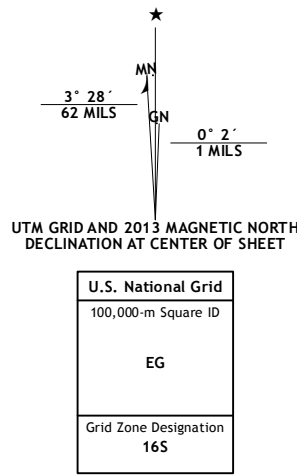 MN
3° 28´
62 MILS
GN
0° 2´
1 MILS
UTM GRID AND 2013 MAGNETIC NORTH
DECLINATION AT CENTER OF SHEET
U.S. National Grid
100,000-m Square ID
EG
Grid Zone Designation
16S